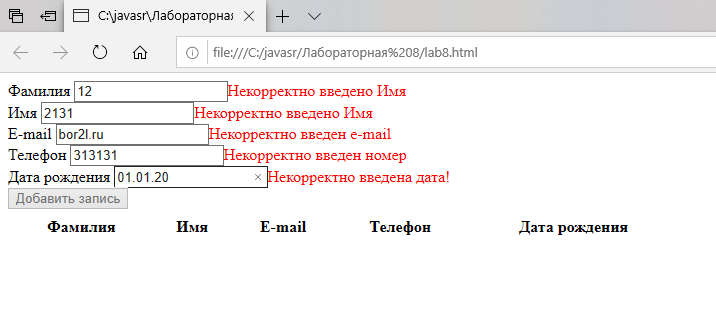 C:\javasr\Лабораторная
file:///C:/javasr/Лабораторная%208/lab8.html
Фамилия 12 Некорректно введено Имя
Имя 2131 Некорректно введено Имя
E-mail bor2l.ru Некорректно введен e-mail
Телефон 313131 Некорректно введен номер
Дата рождения 01.01.20 Некорректно введена дата!
Добавить запись
Фамилия Имя E-mail Телефон Дата рождения